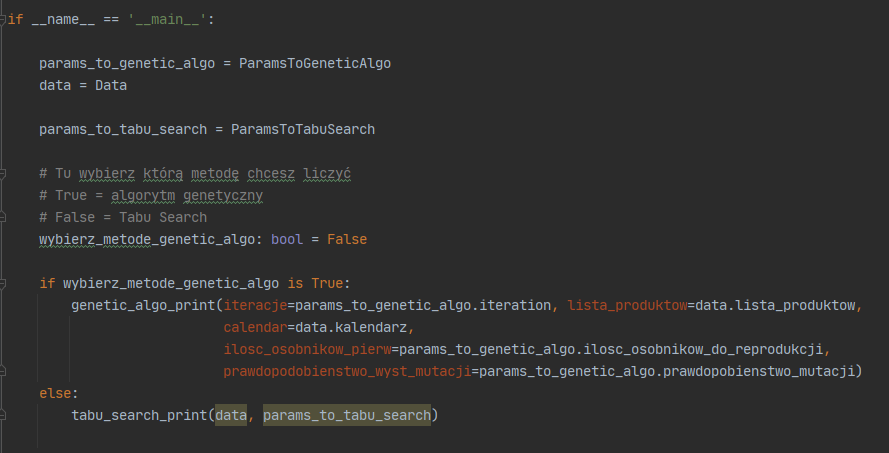 if __name__ == '__main__':
params_to_genetic_algo = ParamsToGeneticAlgo
data = Data
params_to_tabu_search = ParamsToTabuSearch
# Tu wybierz którą metodę chcesz liczyć
# True = algorytm genetyczny
# False = Tabu Search
wybierz_metode_genetic_algo: bool = False
if wybierz_metode_genetic_algo is True:
genetic_algo_print(iteracje=params_to_genetic_algo.iteration, lista_produktow=data.lista_produktow,
calendar=data.kalendarz,
ilosc_osobnikow_pierw=params_to_genetic_algo.ilosc_osobnikow_do_reprodukcji,
prawdopodobienstwo_wyst_mutacji=params_to_genetic_algo.prawdopobienstwo_mutacji)
else:
tabu_search_print(data, params_to_tabu_search)